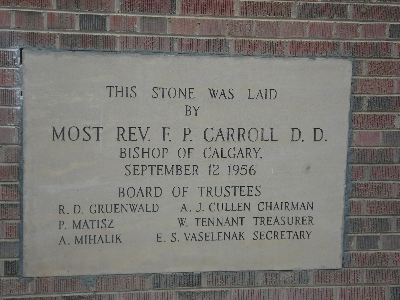 THIS STONE WAS LAID
BY
MOST REV. F. P. CARROLL D. D.
BISHOP OF CALGARY.
SEPTEMBER 12 1956
BOARD OF TRUSTEES
R. D. GRUENWALD A. J. CULLEN CHAIRMAN
P. MATISZ W. TENNANT TREASURER
A. MIHALIK E. S. VASELENAK SECRETARY